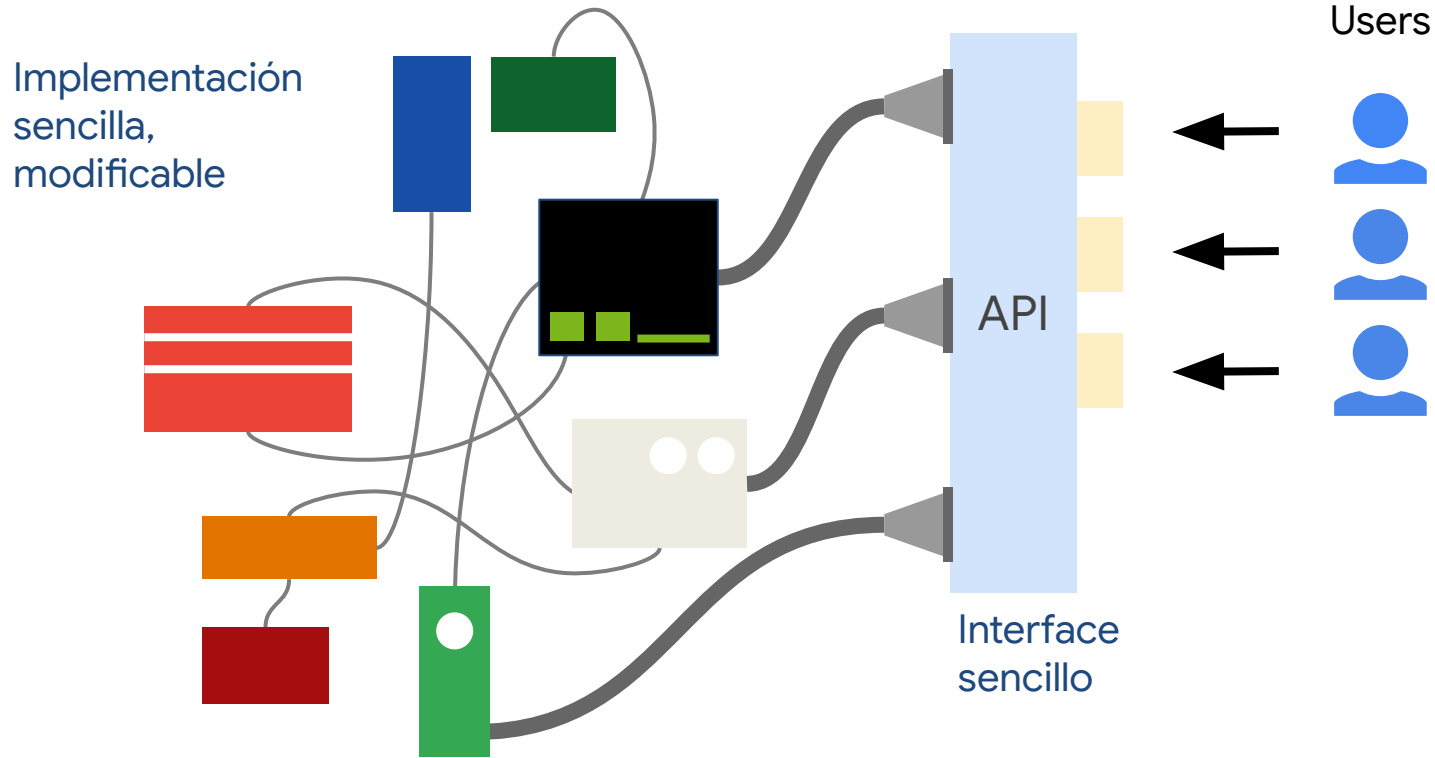 Users
Implementación
sencilla,
modificable
API
Interface
sencillo